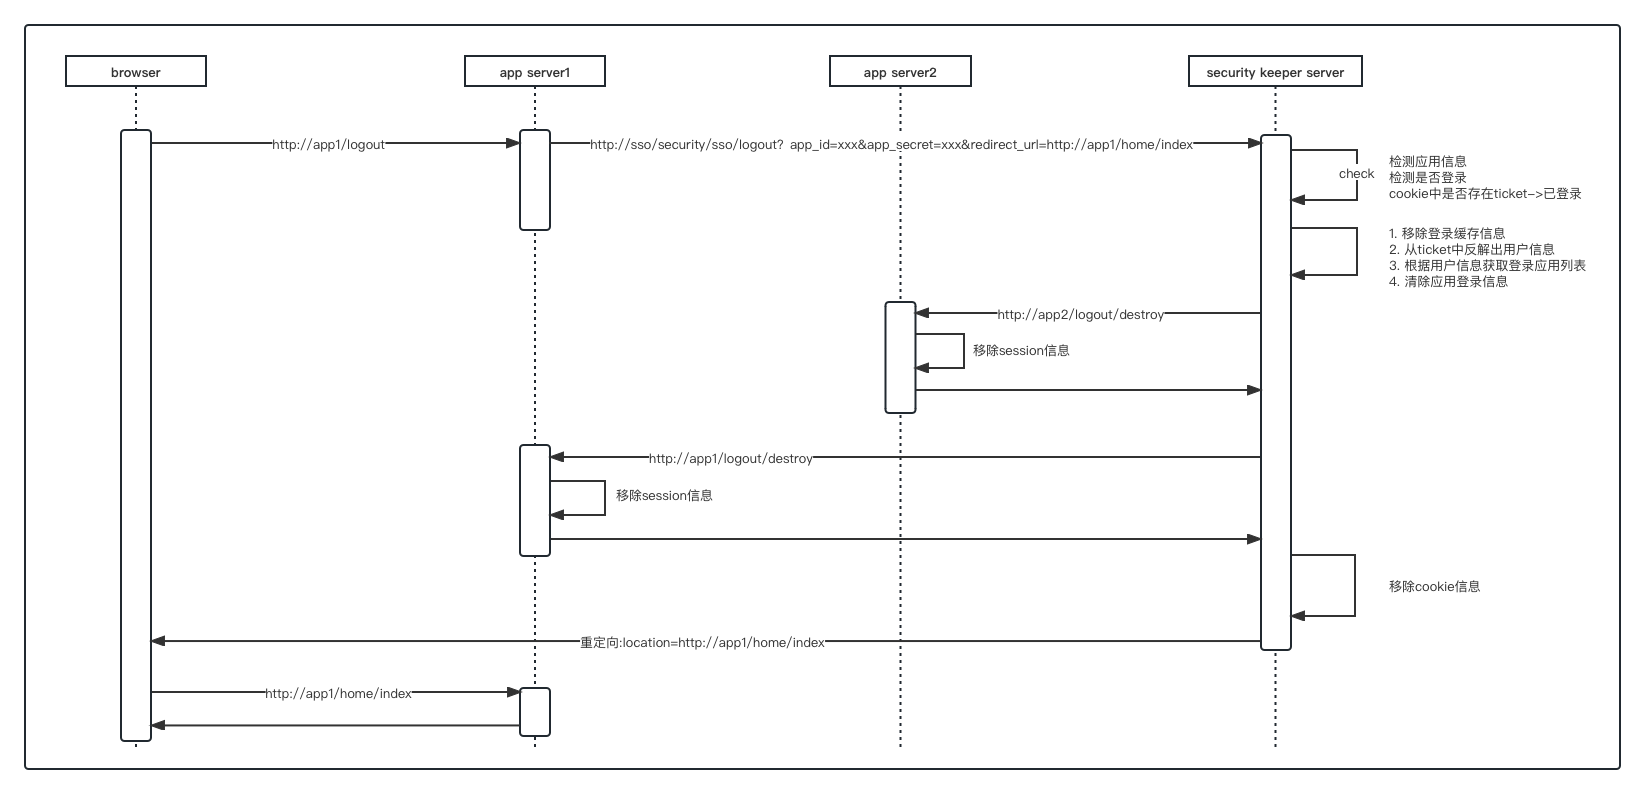 browser
app server1
app server2
security keeper server
http://app1/logout
http://sso/security/sso/logout? app_id=xxx&app_secret=xxx&redirect_url=http://app1/home/index
check
检测应用信息
检测是否登录
cookie中是否存在ticket->已登录
1. 移除登录缓存信息
2. 从ticket中反解出用户信息
3. 根据用户信息获取登录应用列表
4. 清除应用登录信息
http://app2/logout/destroy
移除session信息
http://app1/logout/destroy
移除session信息
移除cookie信息
重定向:location=http://app1/home/index
http://app1/home/index